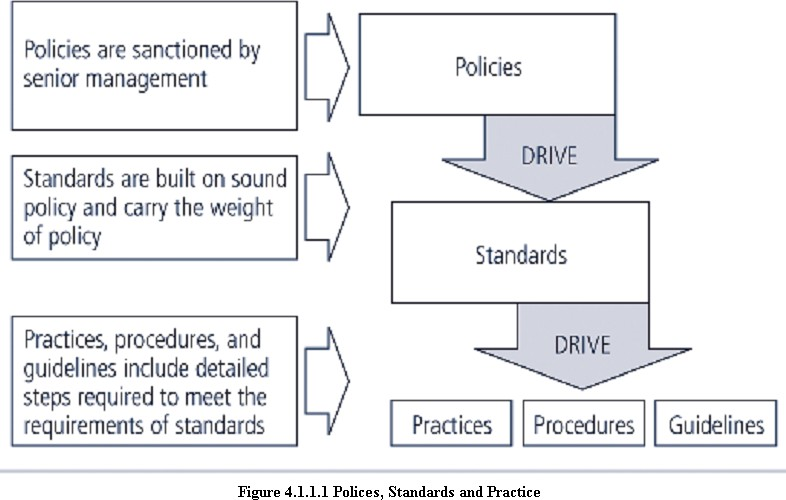 Policies are sanctioned by
senior management
Policies
DRIVE
Standards are built on sound
policy and carry the weight
of policy
Standards
DRIVE
Practices, procedures, and
guidelines include detailed
steps required to meet the
requirements of standards
Practices
Procedures
Guidelines
Figure 4.1.1.1 Polices, Standards and Practice